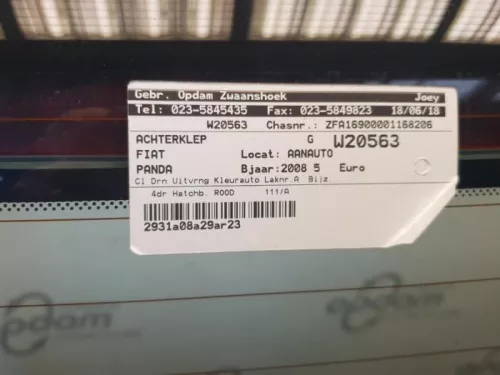 Gebr. Opdam Zwaanshoek Joey
Tel: 023-5845435 Fax: 023-5849823 18/06/18
W20563 Chasnr.: ZFA16900001168206
ACHTERKLEP G W20563
FIAT Locat: AANAUTO
PANDA Bjaar:2008 5 Euro
Cl Drn Uitvrng Kleurauto Laknr.A Bijz.
4dr Hatchb. ROOD 111/A
2931a08a29ar23
opdam
opdam